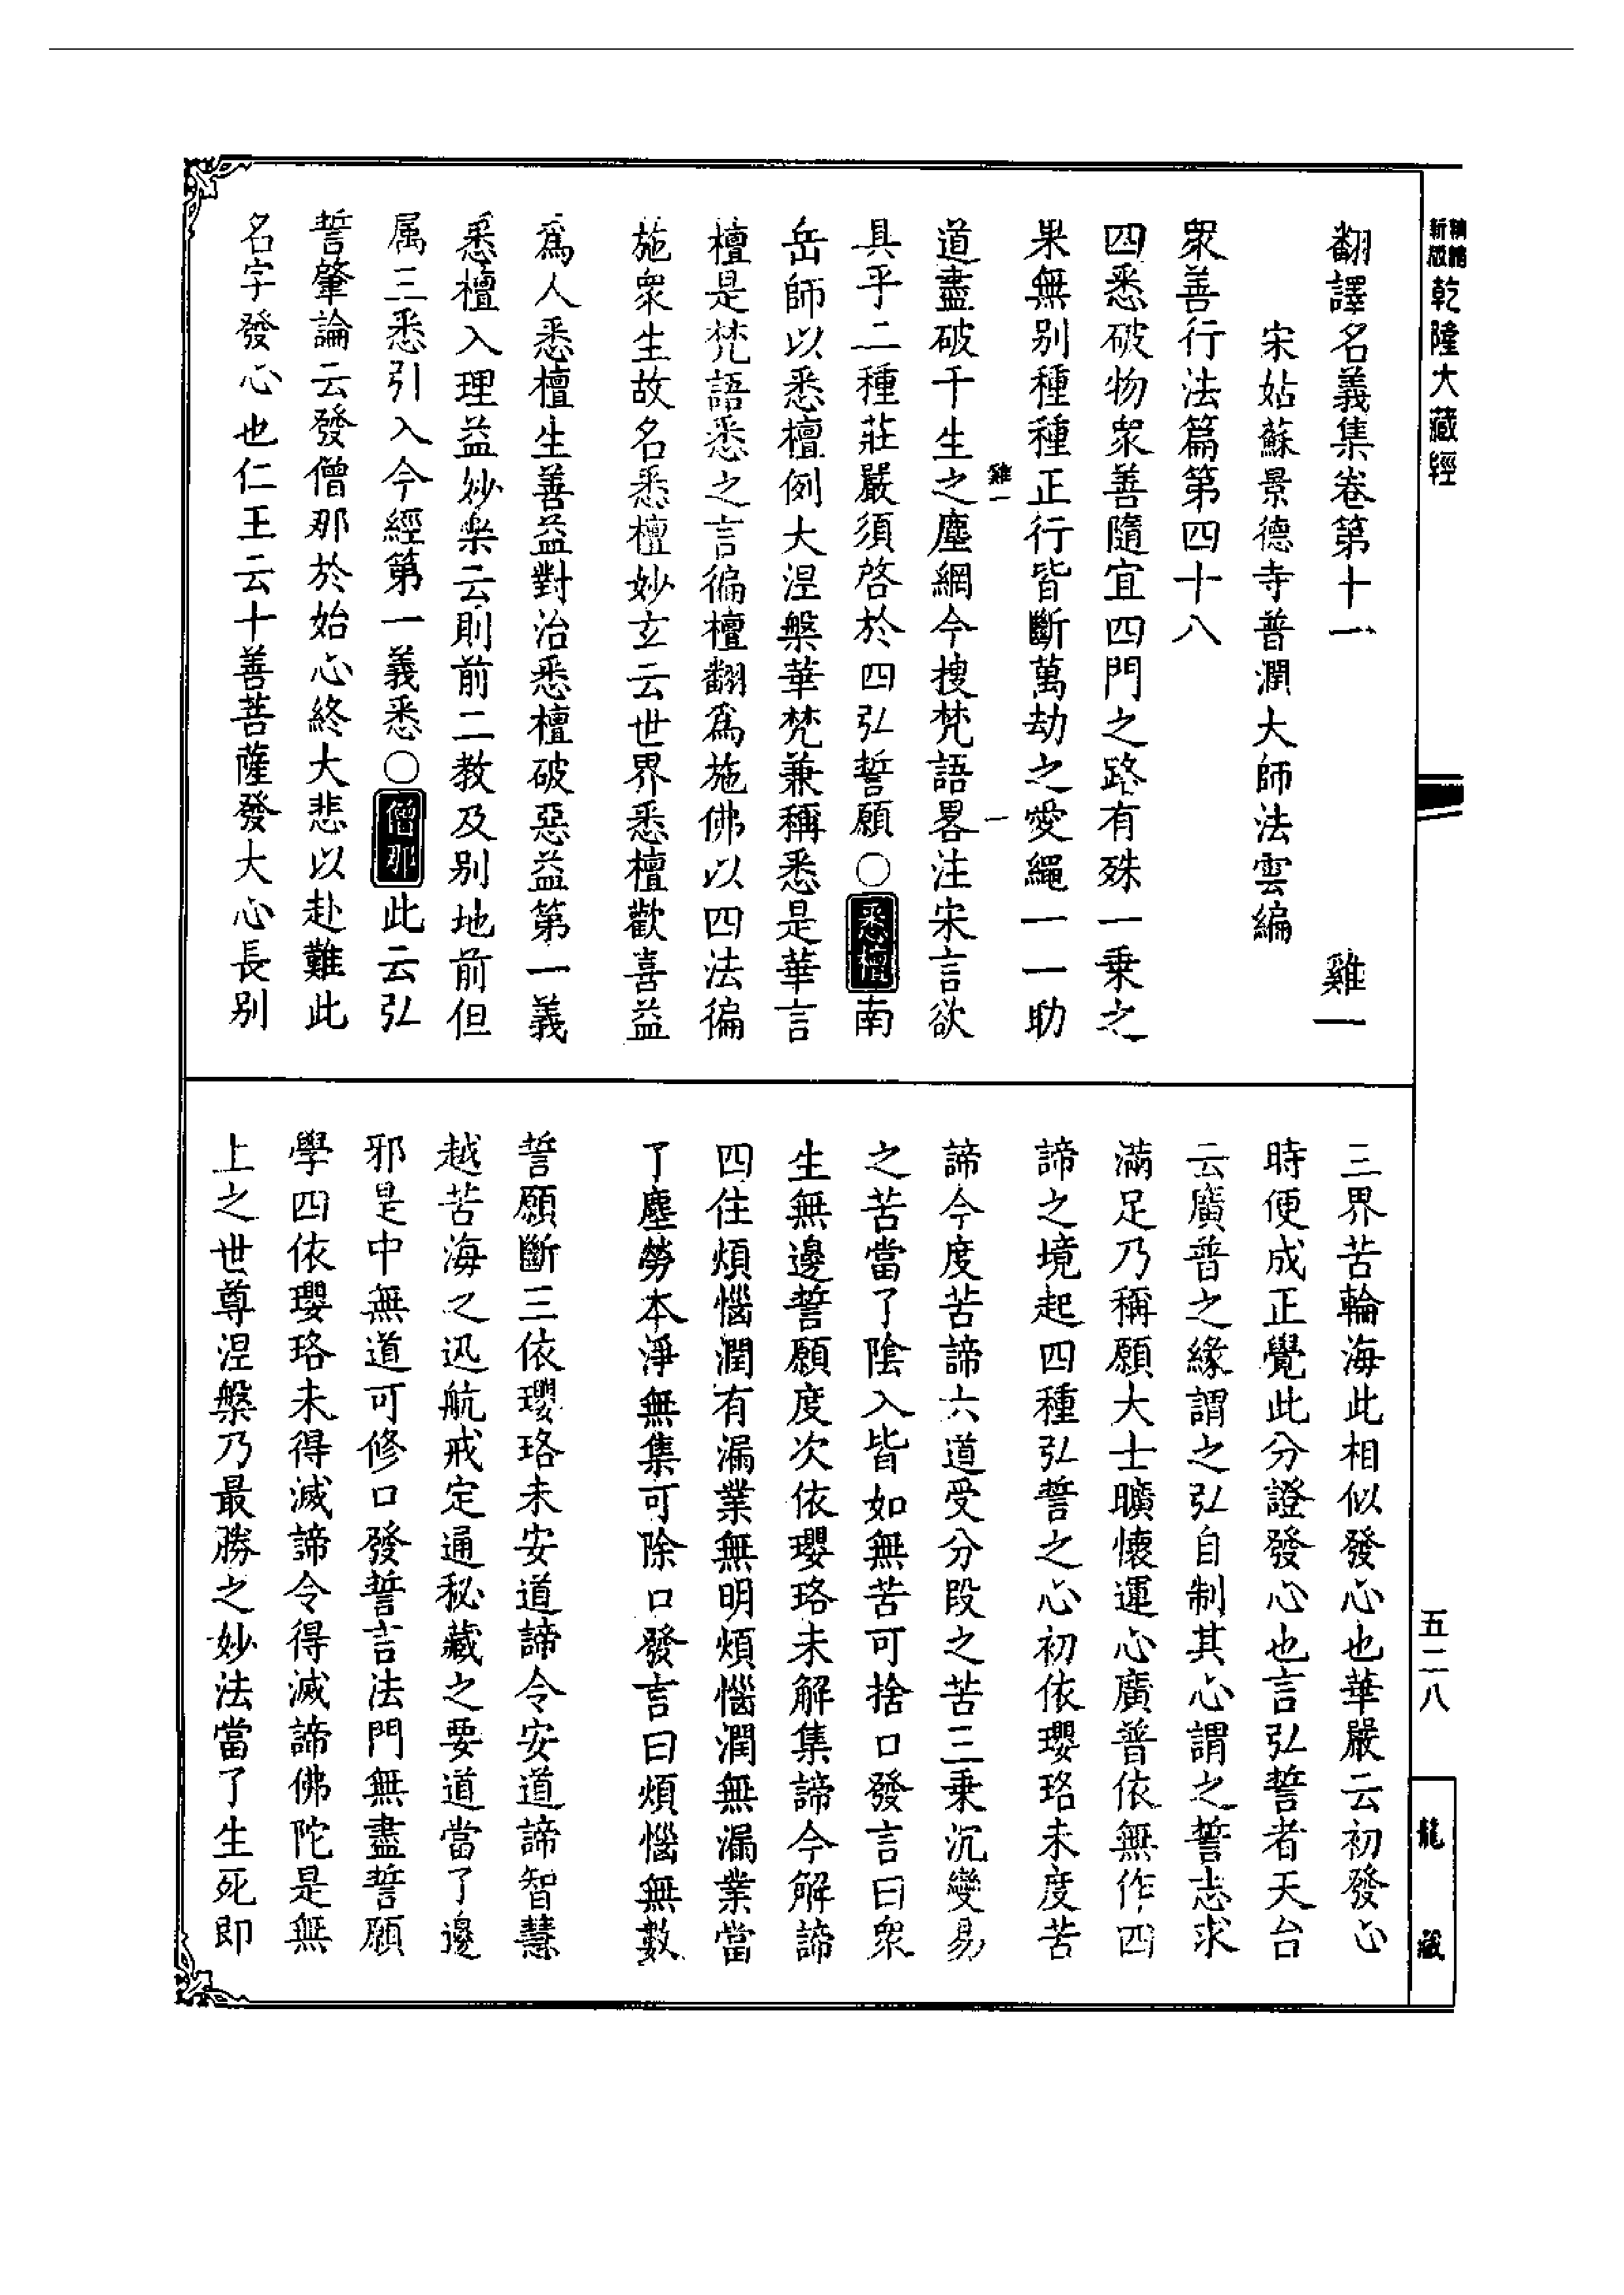 新版精體乾隆大藏經
翻譯名義集卷第十一　雞一
宋姑蘇景德寺普潤大師法雲編
眾善行法篇第四十八
四悉破物眾善隨宜四門之路有殊一乗之
果無别種種正行皆斷萬劫之愛繩一一助
雞一　一
道盡破千生之塵網今搜梵語畧注宋言欲
具乎二種莊嚴須啓於四弘誓願○悉檀南
岳師以悉檀例大涅槃華梵兼稱悉是華言
檀是梵語悉之言徧檀翻爲施佛以四法徧
施眾生故名悉檀妙玄云世界悉檀歡喜益
爲人悉檀生善益對治悉檀破惡益第一義
悉檀入理益妙楽云則前二教及别地前但
属三悉引入今經第一義悉○僧那此云弘
誓肇論云發僧那於始心終大悲以赴難此
名字發心也仁王云十善菩薩發大心長别
三界苦輪海此相似發心也華嚴云初發心
時便成正覺此分證發心也言弘誓者天台
云廣普之緣謂之弘自制其心謂之誓志求
滿足乃稱願大士曠懷運心廣普依無作四
諦之境起四種弘誓之心初依瓔珞未度苦
諦今度苦諦六道受分段之苦三乗沉變易
之苦當了陰入皆如無苦可捨口發言曰眾
生無邊誓願度次依瓔珞未解集諦今解諦
四住煩惱潤有漏業無明煩惱潤無漏業當
了塵勞本淨無集可除口發言曰煩惱無數
誓願斷三依瓔珞未安道諦令安道諦智慧
越苦海之迅航戒定通秘藏之要道當了邊
邪是中無道可修口發誓言法門無盡誓願
學四依瓔珞未得滅諦令得滅諦佛陀是無
上之世尊涅槃乃最勝之妙法當了生死即
五二八
龍藏